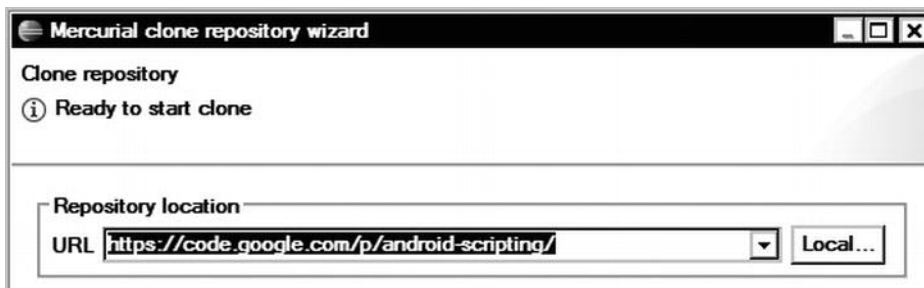 Mercurial clone repository wizard
Clone repository
Ready to start clone
Repository location
URL https://code.google.com/p/android-scripting/ Local...